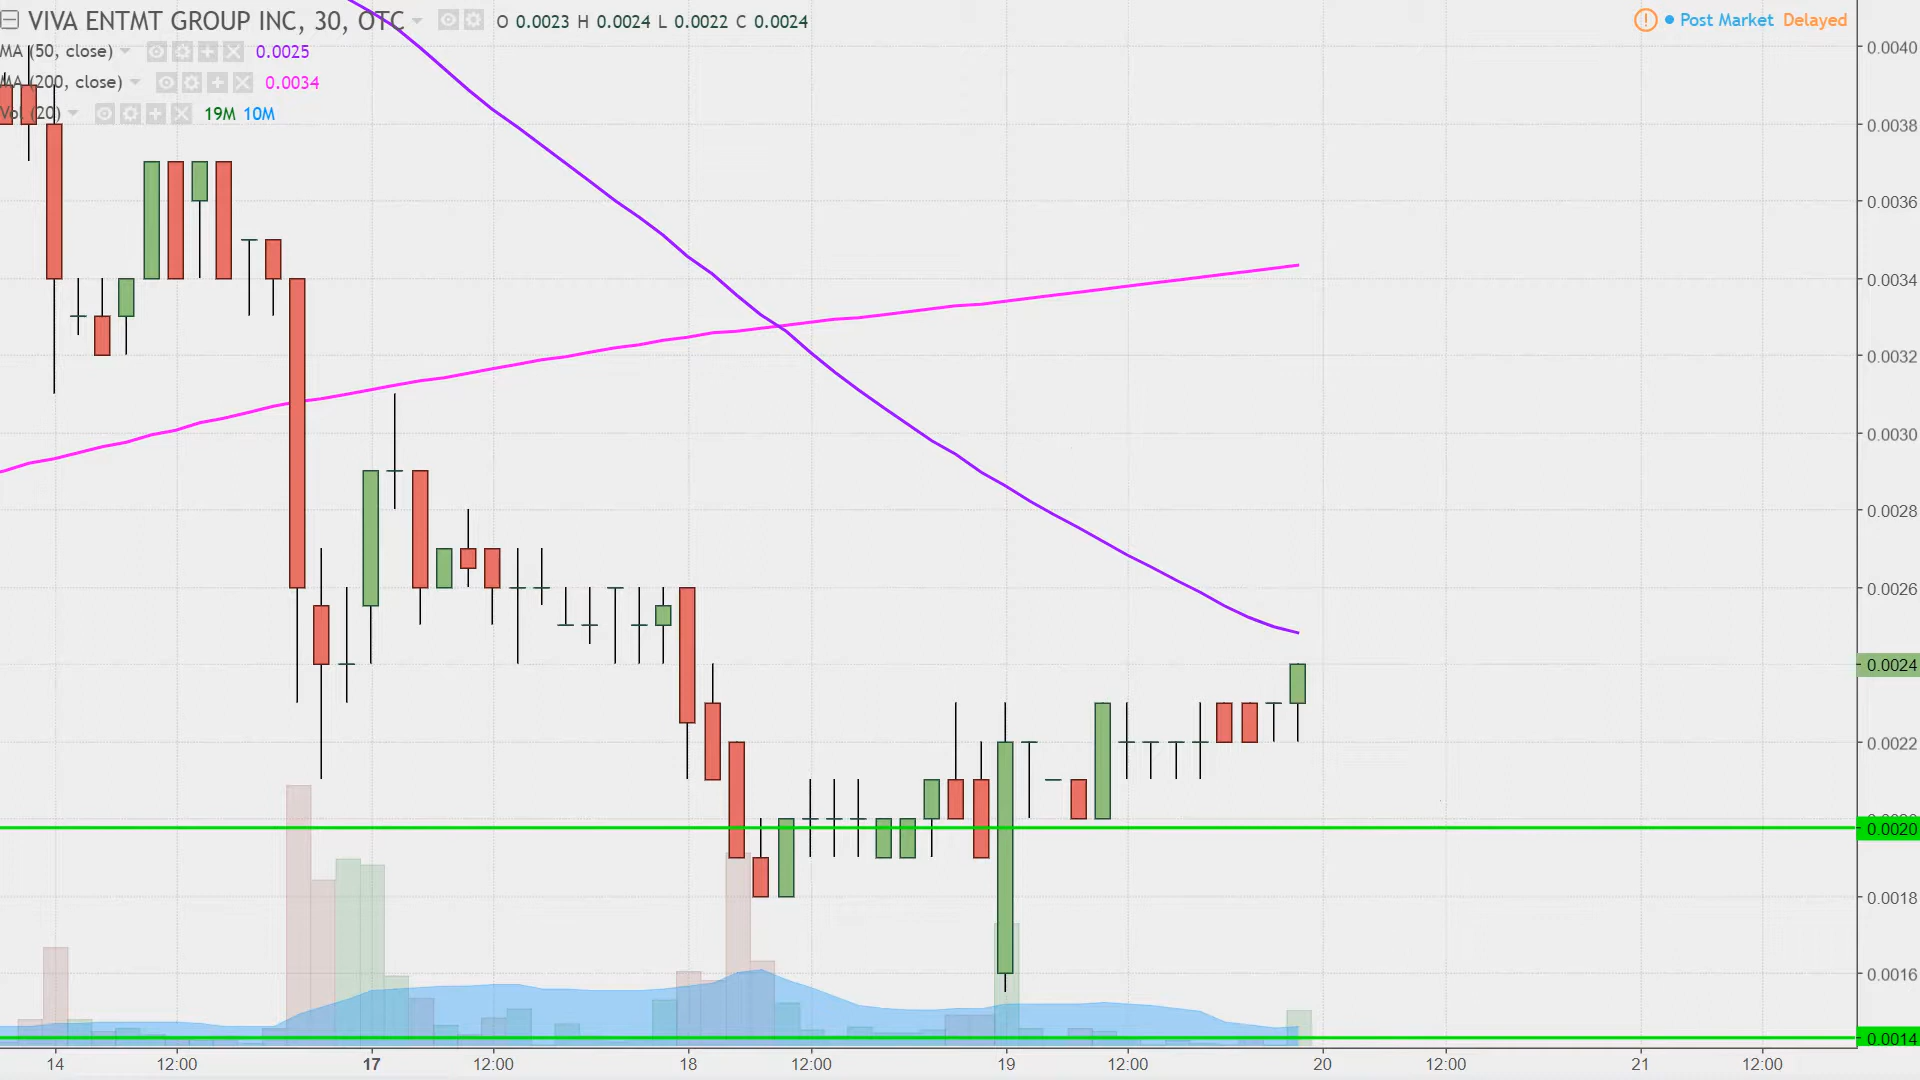 VIVA ENTMT GROUP INC, 30, OTC O 0.0023 H 0.0024 L 0.0022 C 0.0024
Post Market Delayed
MA (50, close) 0.0025
MA (200, close) 0.0034
Vol (20) 19M 10M
0.0040
0.0038
0.0036
0.0034
0.0032
0.0030
0.0028
0.0026
0.0024
0.0022
0.0020
0.0018
0.0016
0.0014
14 12:00 17 12:00 18 12:00 19 12:00 20 12:00 21 12:00